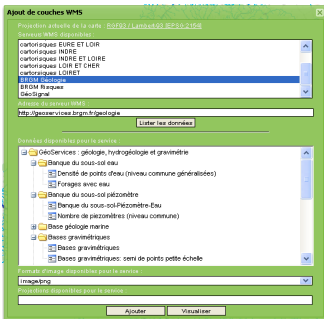 Ajout de couches WMS
Projection actuelle de la carte : RGF93 / Lambert-93 [EPSG:2154]
Serveurs WMS disponibles :
cartorisques EURE ET LOIR
cartorisques INDRE
cartorisques INDRE ET LOIRE
cartorisques LOIR ET CHER
cartorisques LOIRET
BRGM Géologie
BRGM Risques
GéoSignal
Adresse du serveur WMS :
http://geoservices.brgm.fr/geologie
Lister les données
Données disponibles pour le service :
GéoServices : géologie, hydrogéologie et gravimétrie
Banque du sous-sol eau
Densité de points d'eau (niveau commune généralisées)
Forages avec eau
Banque du sous-sol piézomètre
Banque du sous-sol-Piézomètre-Eau
Nombre de piezomètres (niveau commune)
Base géologie marine
Bases gravimétriques
Bases gravimétriques
Bases gravimétriques: semi de points petite échelle
Formats d'image disponibles pour le service :
image/png
Projections disponibles pour le service :
Ajouter
Visualiser